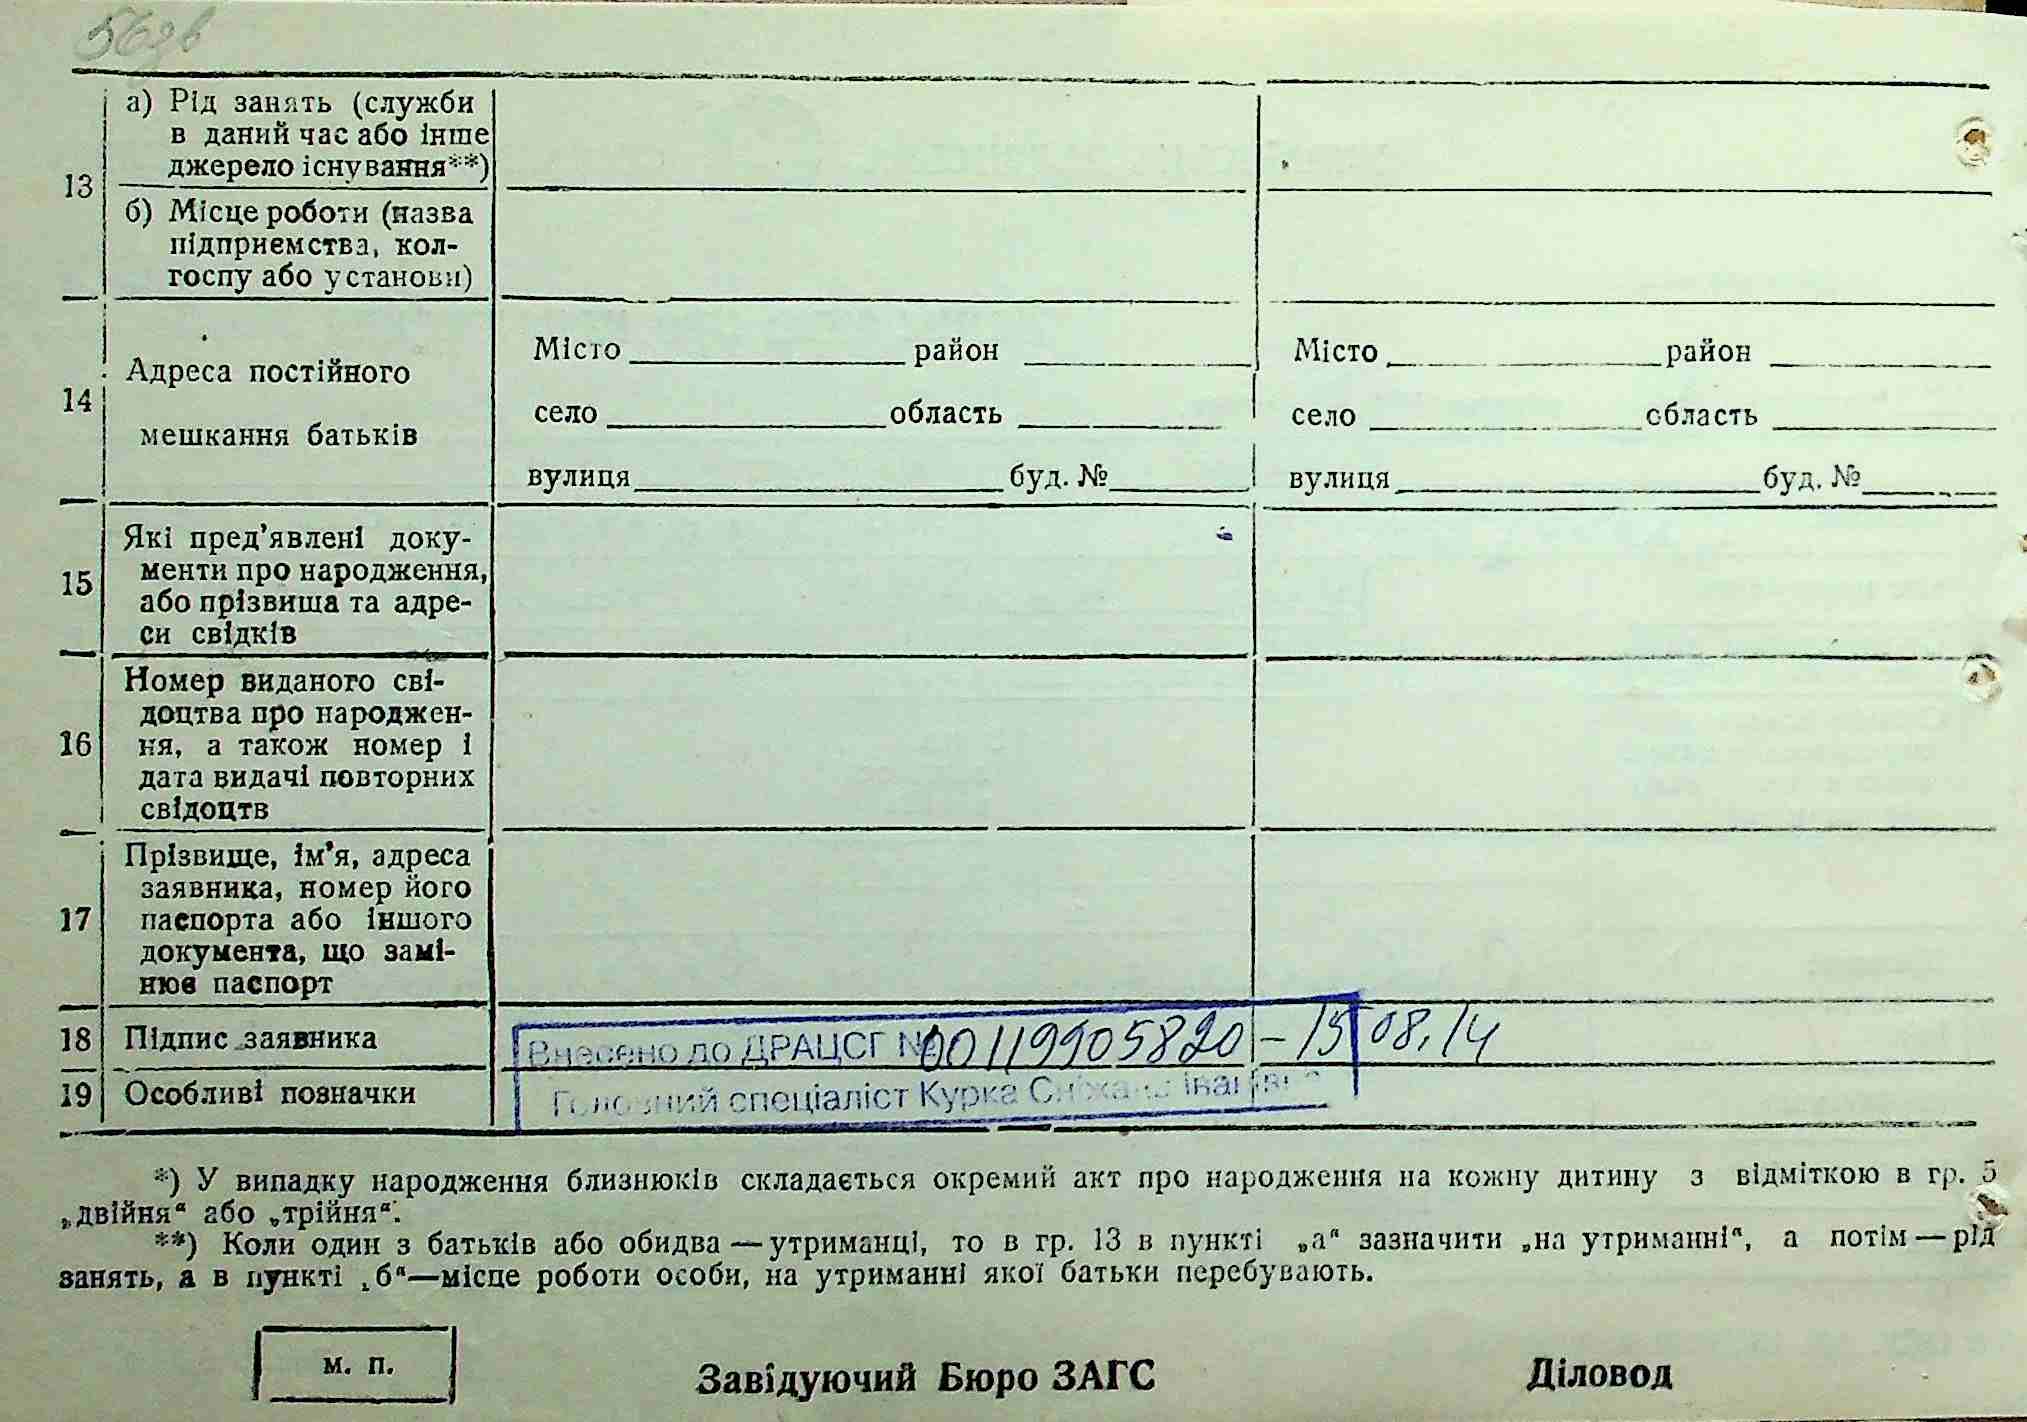 56зв
13
а) Рід занять (служби
в даний час або інше
джерело існування**)
б) Місце роботи (назва
підприємства, кол-
госпу або установи)
14
Адреса постійного
мешкання батьків
Місто район
село область
вулиця буд. №
Місто район
село область
вулиця буд. №
15
Які пред'явлені доку-
менти про народження,
або прізвища та адре-
си свідків
16
Номер виданого сві-
доцтва про народжен-
ня, а також номер і
дата видачі повторних
свідоцтв
17
Прізвище, ім'я, адреса
заявника, номер його
паспорта або іншого
документа, що замі-
нює паспорт
18 Підпис заявника
Внесено до ДРАЦСГ № 00119905820 – 15 08.14
19 Особливі позначки
Головний спеціаліст Курка Сніжана Іванівна
*) У випадку народження близнюків складається окремий акт про народження на кожну дитину з відміткою в гр. 5
„двійня“ або „трійня“.
**) Коли один з батьків або обидва — утриманці, то в гр. 13 в пункті „а“ зазначити „на утриманні“, а потім — рід
занять, а в пункті „б“—місце роботи особи, на утриманні якої батьки перебувають.
м. п.
Завідуючий Бюро ЗАГС
Діловод